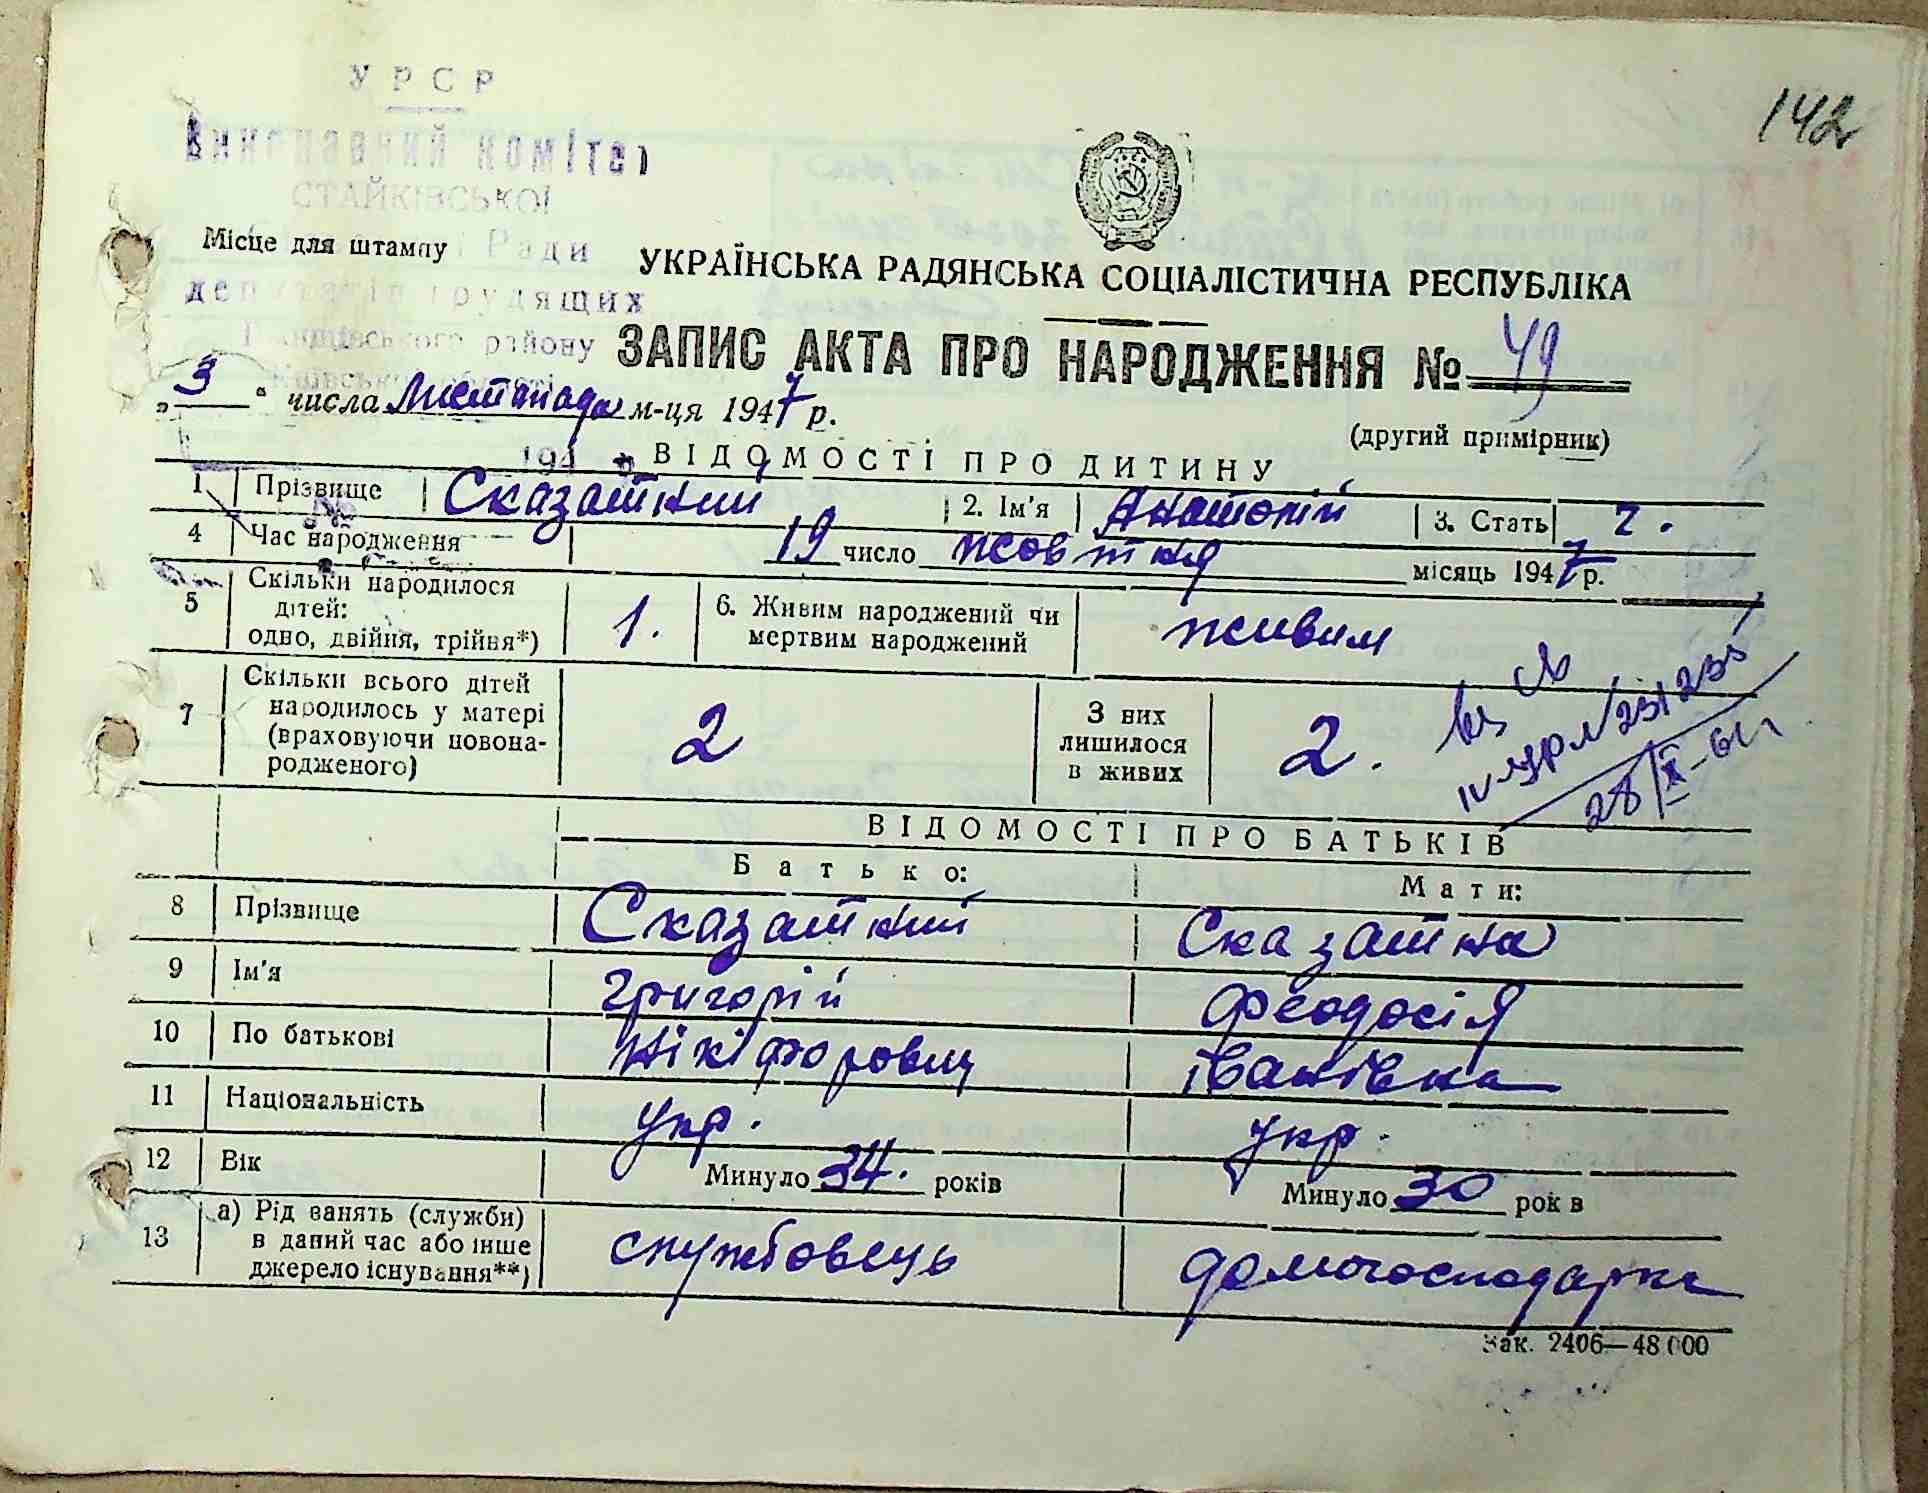 142
УРСР
Виконавчий комітет
СТАЙКІВСЬКОЇ
Ради
Місце для штампу
депутатів трудящих
району
УКРАЇНСЬКА РАДЯНСЬКА СОЦІАЛІСТИЧНА РЕСПУБЛІКА
ЗАПИС АКТА ПРО НАРОДЖЕННЯ № 49
„3“ числа Листопада м-ця 1947 р.
(другий примірник)
194
ВІДОМОСТІ ПРО ДИТИНУ
1 Прізвище Сказатний 2. Ім'я Анатолій 3. Стать ч.
4 Час народження 19 число жовтня місяць 1947 р.
5 Скільки народилося дітей: одно, двійня, трійня*) 1. 6. Живим народжений чи мертвим народжений живим
7 Скільки всього дітей народилось у матері (враховуючи новонародженого) 2 З них лишилося в живих 2.
28/X-61
ВІДОМОСТІ ПРО БАТЬКІВ
Батько: Мати:
8 Прізвище Сказатний Сказатна
9 Ім'я Григорій Феодосія
10 По батькові Нікіфорович Іванівна
11 Національність укр. укр.
12 Вік Минуло 34. років Минуло 30 рок в
13 а) Рід занять (служби) в даний час або інше джерело існування**) службовець домогосподарка
Зак. 2406—48 000